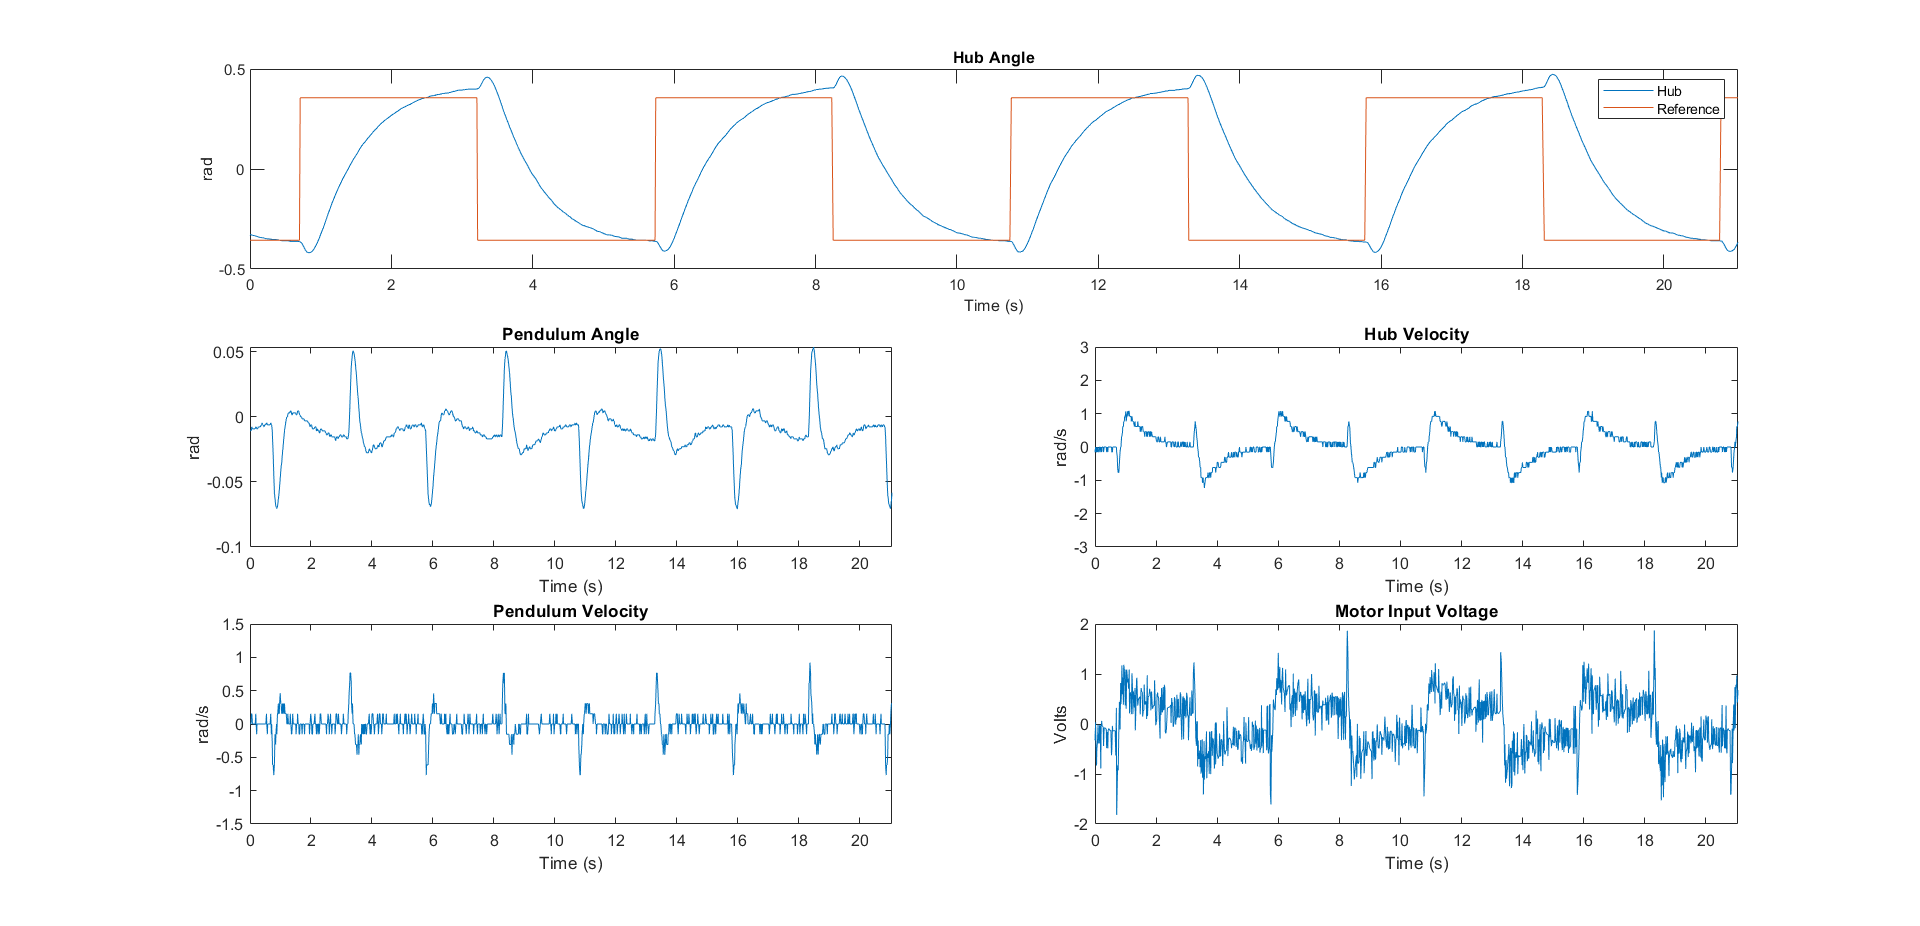 Hub Angle
0.5
0
-0.5
rad
Hub
Reference
0 2 4 6 8 10 12 14 16 18 20
Time (s)
Pendulum Angle
0.05
0
-0.05
-0.1
rad
0 2 4 6 8 10 12 14 16 18 20
Time (s)
Hub Velocity
3
2
1
0
-1
-2
-3
rad/s
0 2 4 6 8 10 12 14 16 18 20
Time (s)
Pendulum Velocity
1.5
1
0.5
0
-0.5
-1
-1.5
rad/s
0 2 4 6 8 10 12 14 16 18 20
Time (s)
Motor Input Voltage
2
1
0
-1
-2
Volts
0 2 4 6 8 10 12 14 16 18 20
Time (s)